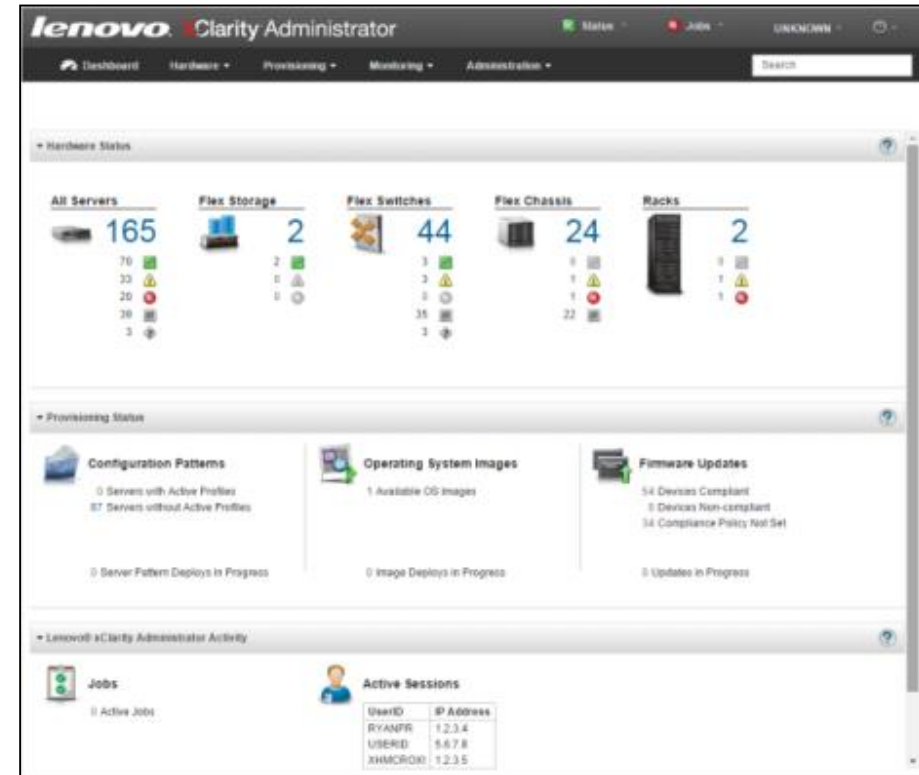 lenovo. XClarity Administrator
Status
Jobs
UNKNOWN
Dashboard Hardware Provisioning Monitoring Administration
Search
Hardware Status
All Servers Flex Storage Flex Switches Flex Chassis Racks
165 2 44 24 2
70 2 3 0 0
33 0 3 1 1
20 0 0 1 1
39 35 22
3 3
Provisioning Status
Configuration Patterns Operating System Images Firmware Updates
0 Servers with Active Profiles 1 Available OS Images 54 Devices Compliant
87 Servers without Active Profiles 0 Devices Non-compliant
34 Compliance Policy Not Set
0 Server Pattern Deploys in Progress 0 Image Deploys in Progress 0 Updates in Progress
Lenovo® xClarity Administrator Activity
Jobs Active Sessions
0 Active Jobs UserID IP Address
RYANPR 1.2.3.4
USERID 5.6.7.8
1.2.3.5